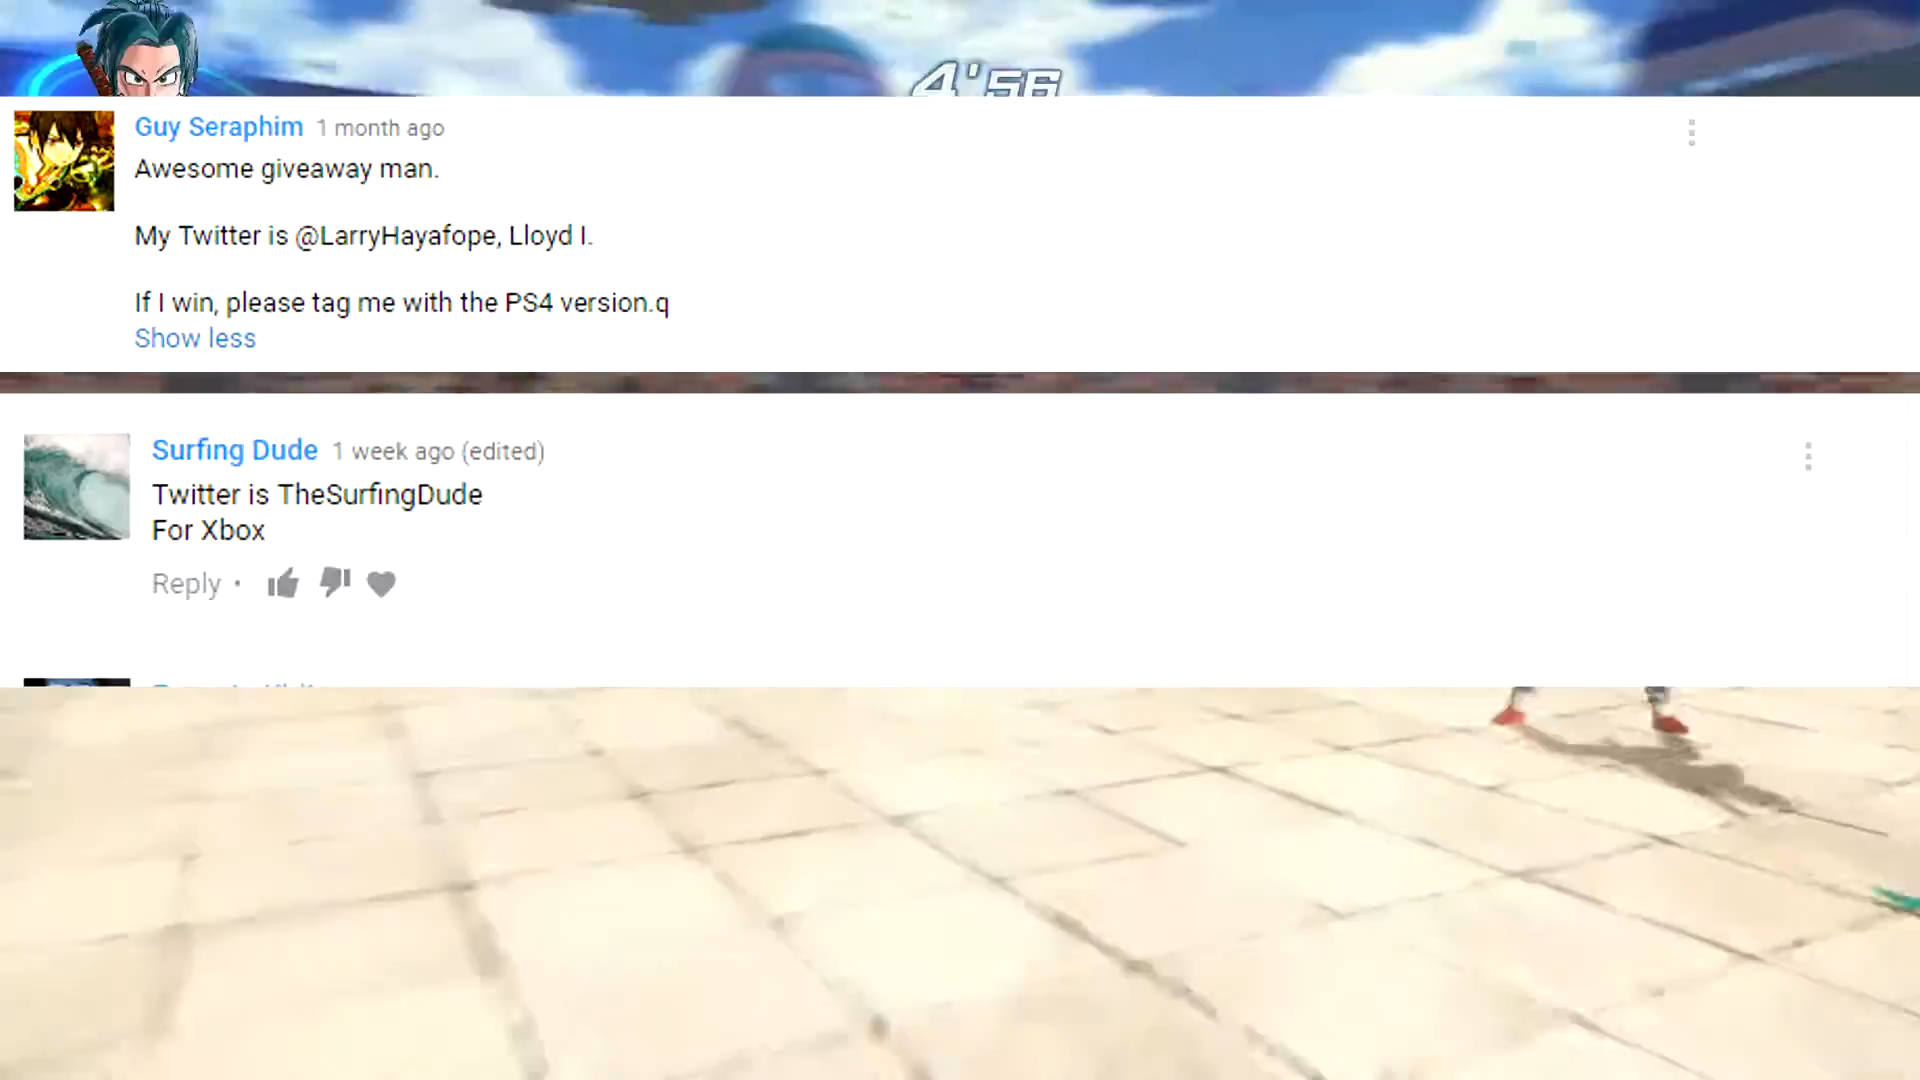 4'56
Guy Seraphim 1 month ago
Awesome giveaway man.
My Twitter is @LarryHayafope, Lloyd I.
If I win, please tag me with the PS4 version.q
Show less
Surfing Dude 1 week ago (edited)
Twitter is TheSurfingDude
For Xbox
Reply •